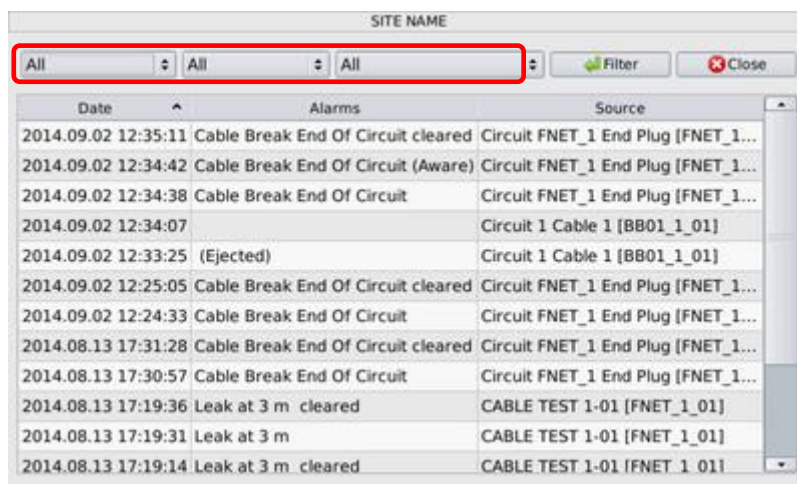 SITE NAME
All All All Filter Close
Date Alarms Source
2014.09.02 12:35:11 Cable Break End Of Circuit cleared Circuit FNET_1 End Plug [FNET_1...
2014.09.02 12:34:42 Cable Break End Of Circuit (Aware) Circuit FNET_1 End Plug [FNET_1...
2014.09.02 12:34:38 Cable Break End Of Circuit Circuit FNET_1 End Plug [FNET_1...
2014.09.02 12:34:07 Circuit 1 Cable 1 [BB01_1_01]
2014.09.02 12:33:25 (Ejected) Circuit 1 Cable 1 [BB01_1_01]
2014.09.02 12:25:05 Cable Break End Of Circuit cleared Circuit FNET_1 End Plug [FNET_1...
2014.09.02 12:24:33 Cable Break End Of Circuit Circuit FNET_1 End Plug [FNET_1...
2014.08.13 17:31:28 Cable Break End Of Circuit cleared Circuit FNET_1 End Plug [FNET_1...
2014.08.13 17:30:57 Cable Break End Of Circuit Circuit FNET_1 End Plug [FNET_1...
2014.08.13 17:19:36 Leak at 3 m cleared CABLE TEST 1-01 [FNET_1_01]
2014.08.13 17:19:31 Leak at 3 m CABLE TEST 1-01 [FNET_1_01]
2014.08.13 17:19:14 Leak at 3 m cleared CABLE TEST 1-01 [FNET_1_01]